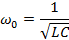 ω₀ = 1/√LC